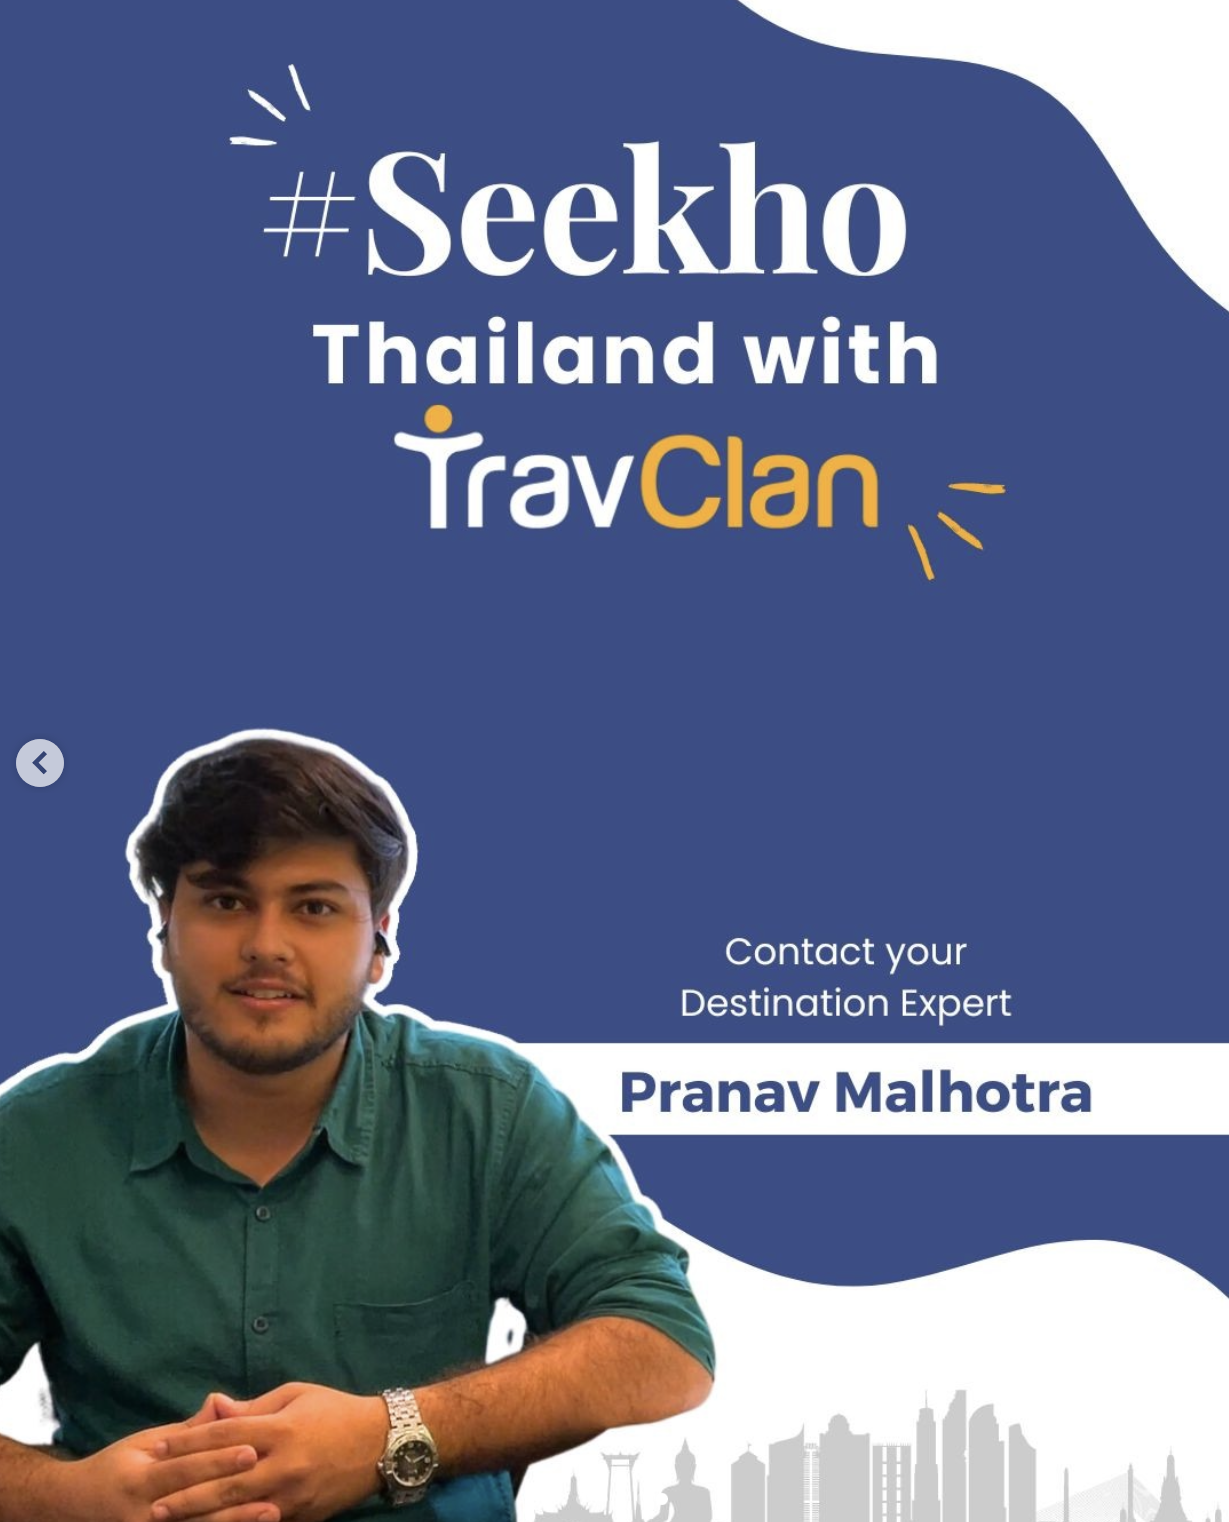 #Seekho
Thailand with
TravClan
Contact your
Destination Expert
Pranav Malhotra